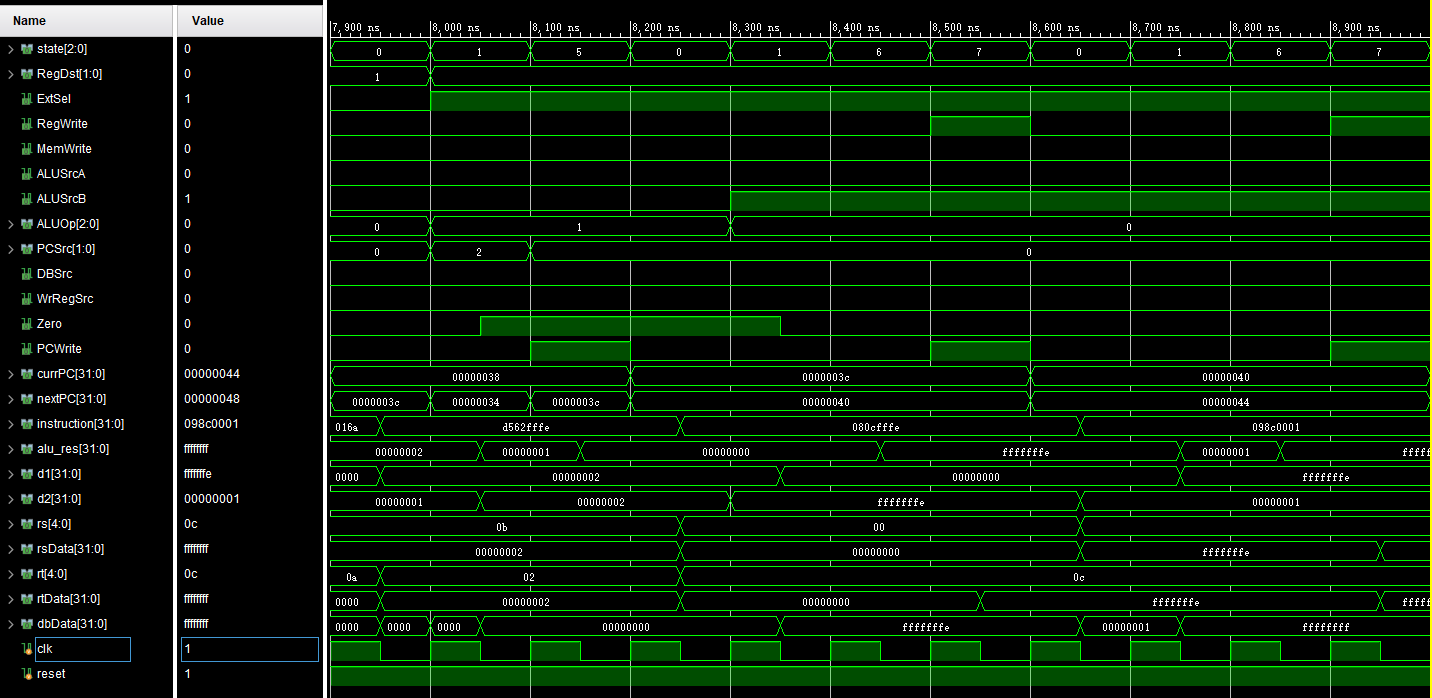 Name Value
7,900 ns 8,000 ns 8,100 ns 8,200 ns 8,300 ns 8,400 ns 8,500 ns 8,600 ns 8,700 ns 8,800 ns 8,900 ns
state[2:0] 0 0 1 5 0 1 6 7 0 1 6 7
RegDst[1:0] 0 1
ExtSel 1
RegWrite 0
MemWrite 0
ALUSrcA 0
ALUSrcB 1
ALUOp[2:0] 0 0 1 0
PCSrc[1:0] 0 0 2 0
DBSrc 0
WrRegSrc 0
Zero 0
PCWrite 0
currPC[31:0] 00000044 00000038 0000003c 00000040
nextPC[31:0] 00000048 0000003c 00000034 0000003c 00000040 00000044
instruction[31:0] 098c0001 016a d562fffe 080cfffe 098c0001
alu_res[31:0] ffffffff 00000002 00000001 00000000 fffffffe 00000001 fffff
d1[31:0] fffffffe 0000 00000002 00000000 fffffffe
d2[31:0] 00000001 00000001 00000002 fffffffe 00000001
rs[4:0] 0c 0b 00
rsData[31:0] ffffffff 00000002 00000000 fffffffe
rt[4:0] 0c 0a 02 0c
rtData[31:0] ffffffff 0000 00000002 00000000 fffffffe fffff
dbData[31:0] ffffffff 0000 0000 0000 00000000 fffffffe 00000001 ffffffff
clk 1
reset 1